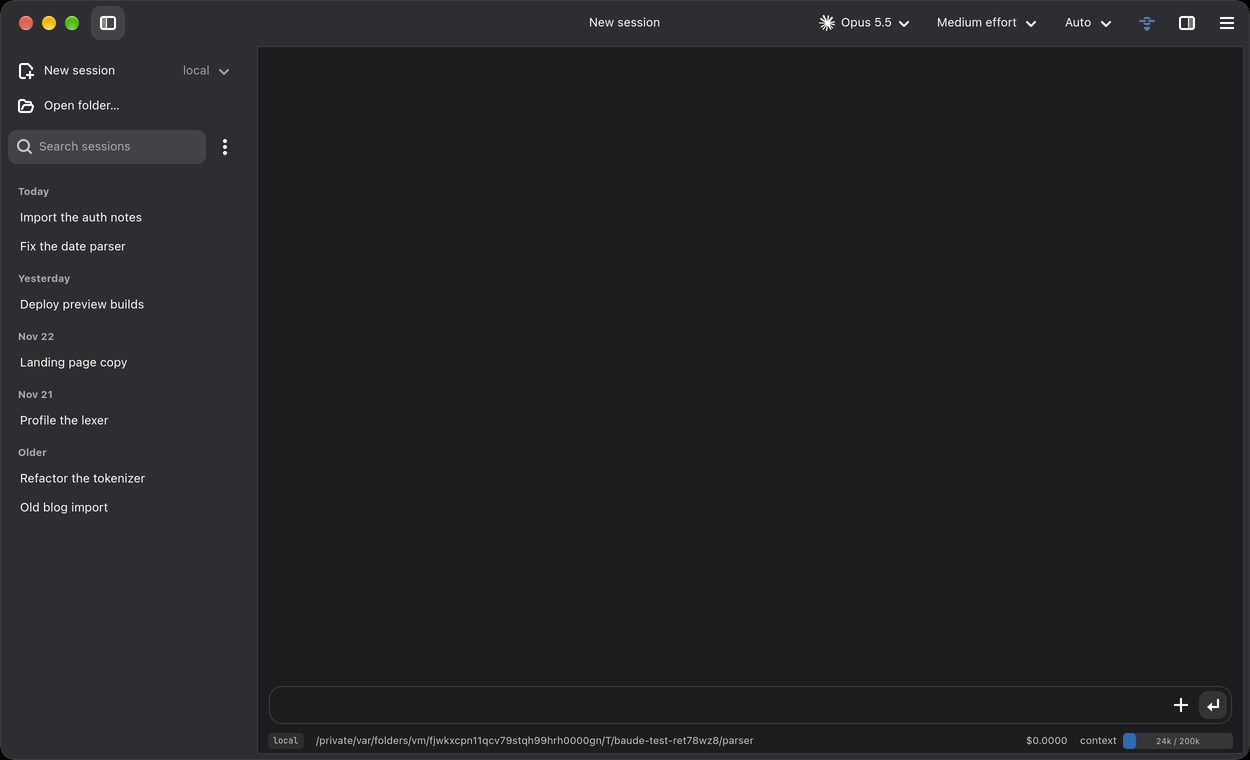 New session
Opus 5.5
Medium effort
Auto
New session
local
Open folder...
Search sessions
Today
Import the auth notes
Fix the date parser
Yesterday
Deploy preview builds
Nov 22
Landing page copy
Nov 21
Profile the lexer
Older
Refactor the tokenizer
Old blog import
local
/private/var/folders/vm/fjwkxcpn11qcv79stqh99hrh0000gn/T/baude-test-ret78wz8/parser
$0.0000
context
24k / 200k